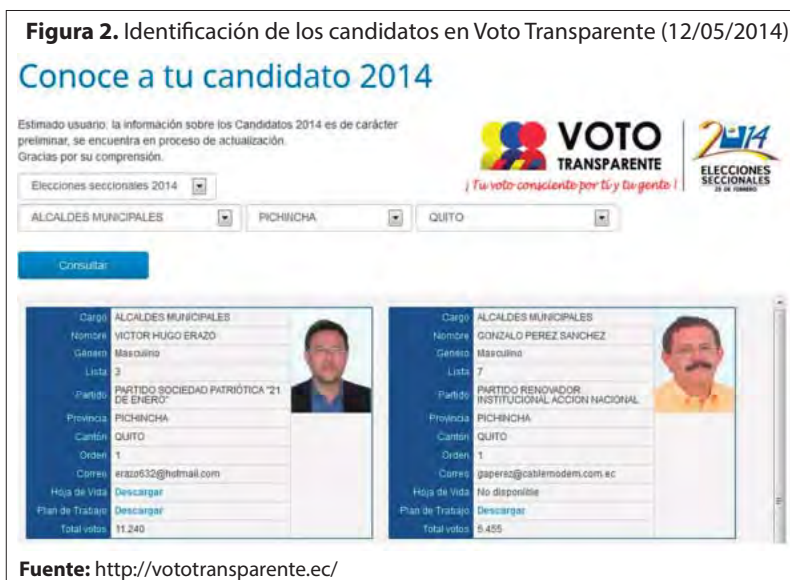 Figura 2. Identificación de los candidatos en Voto Transparente (12/05/2014)
Conoce a tu candidato 2014
Estimado usuario, la información sobre los Candidatos 2014 es de carácter
preliminar, se encuentra en proceso de actualización.
Gracias por su comprensión.
VOTO
TRANSPARENTE
¡ Tu voto consciente por tí y tu gente !
2014
ELECCIONES
SECCIONALES
23 DE FEBRERO
Elecciones seccionales 2014
ALCALDES MUNICIPALES PICHINCHA QUITO
Consultar
Cargo ALCALDES MUNICIPALES
Nombre VICTOR HUGO ERAZO
Género Masculino
Lista 3
Partido PARTIDO SOCIEDAD PATRIÓTICA "21
DE ENERO"
Provincia PICHINCHA
Cantón QUITO
Orden 1
Correo erazo632@hotmail.com
Hoja de Vida Descargar
Plan de Trabajo Descargar
Total votos 11.240
Cargo ALCALDES MUNICIPALES
Nombre GONZALO PEREZ SANCHEZ
Género Masculino
Lista 7
Partido PARTIDO RENOVADOR
INSTITUCIONAL ACCION NACIONAL
Provincia PICHINCHA
Cantón QUITO
Orden 1
Correo gaperez@cablemodem.com.ec
Hoja de Vida No disponible
Plan de Trabajo Descargar
Total votos 5.455
Fuente: http://vototransparente.ec/